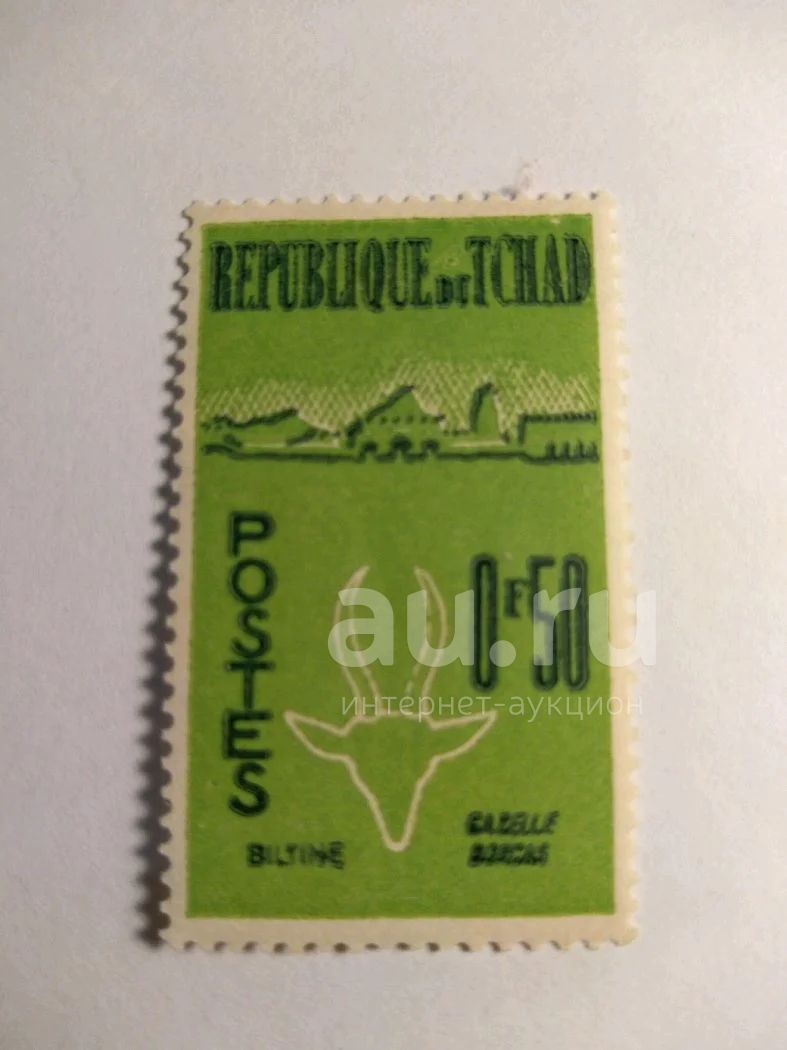 REPUBLIQUE DU TCHAD
POSTES
0F50
au.ru
интернет-аукцион
BILTINE
GAZELLE
DORCAS